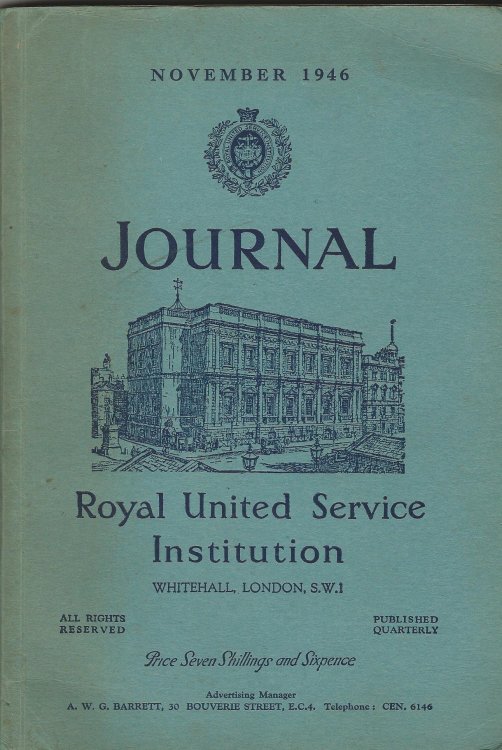 NOVEMBER 1946
JOURNAL
Royal United Service
Institution
WHITEHALL, LONDON, S.W.1
ALL RIGHTS
RESERVED
PUBLISHED
QUARTERLY
Price Seven Shillings and Sixpence
Advertising Manager
A. W. G. BARRETT, 30 BOUVERIE STREET, E.C.4. Telephone : CEN. 6146